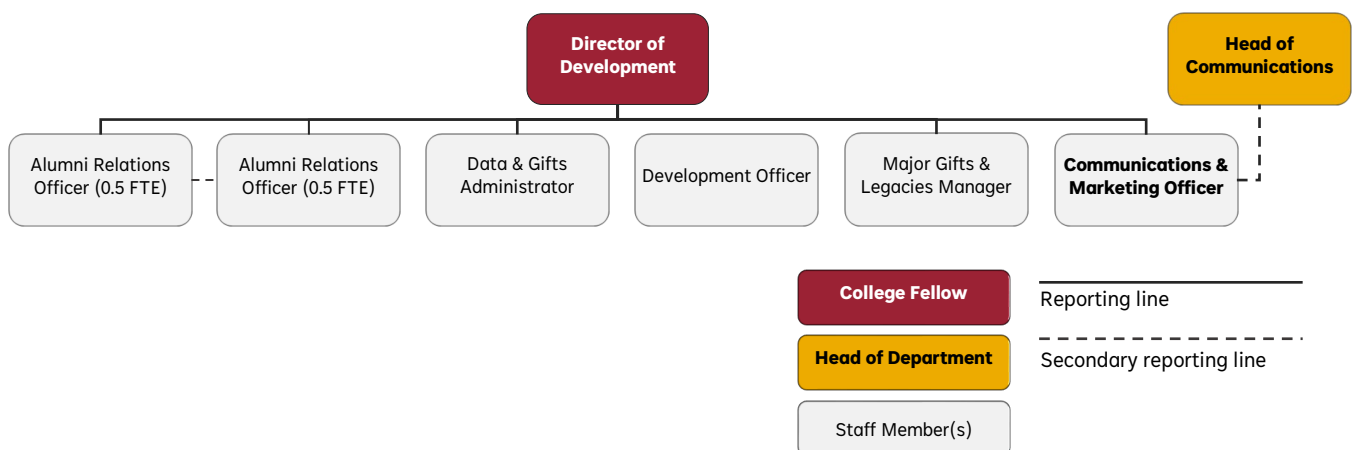 Director of
Development
Head of
Communications
Alumni Relations
Officer (0.5 FTE)
Alumni Relations
Officer (0.5 FTE)
Data & Gifts
Administrator
Development Officer
Major Gifts &
Legacies Manager
Communications &
Marketing Officer
College Fellow
Reporting line
Head of Department
Secondary reporting line
Staff Member(s)